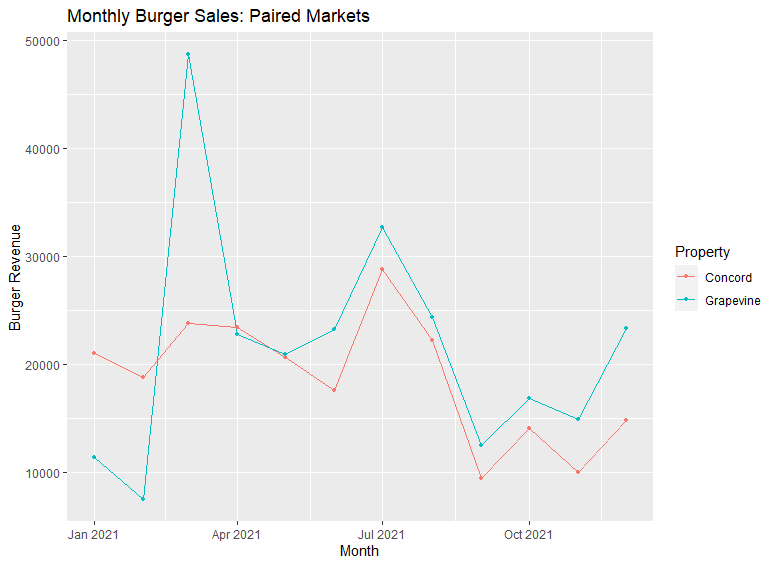 Monthly Burger Sales: Paired Markets
50000
40000
30000
20000
10000
Burger Revenue
Jan 2021 Apr 2021 Jul 2021 Oct 2021
Month
Property
Concord
Grapevine